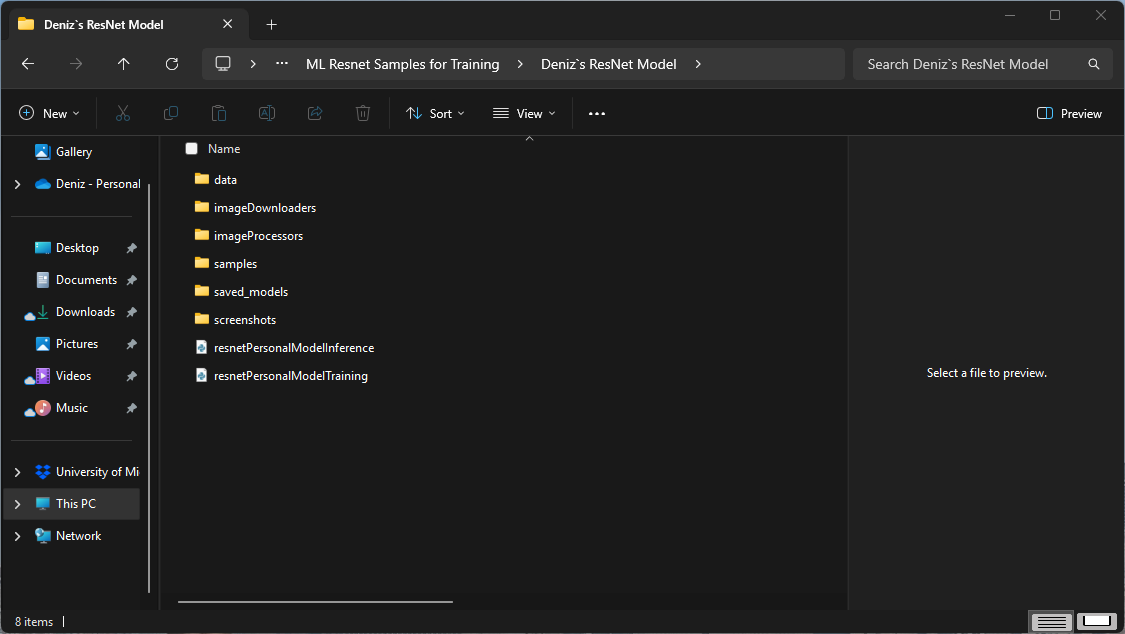 Deniz`s ResNet Model
ML Resnet Samples for Training Deniz`s ResNet Model Search Deniz`s ResNet Model
New Sort View Preview
Gallery
Deniz - Personal
Desktop
Documents
Downloads
Pictures
Videos
Music
University of Mi
This PC
Network
Name
data
imageDownloaders
imageProcessors
samples
saved_models
screenshots
resnetPersonalModelInference
resnetPersonalModelTraining
Select a file to preview.
8 items